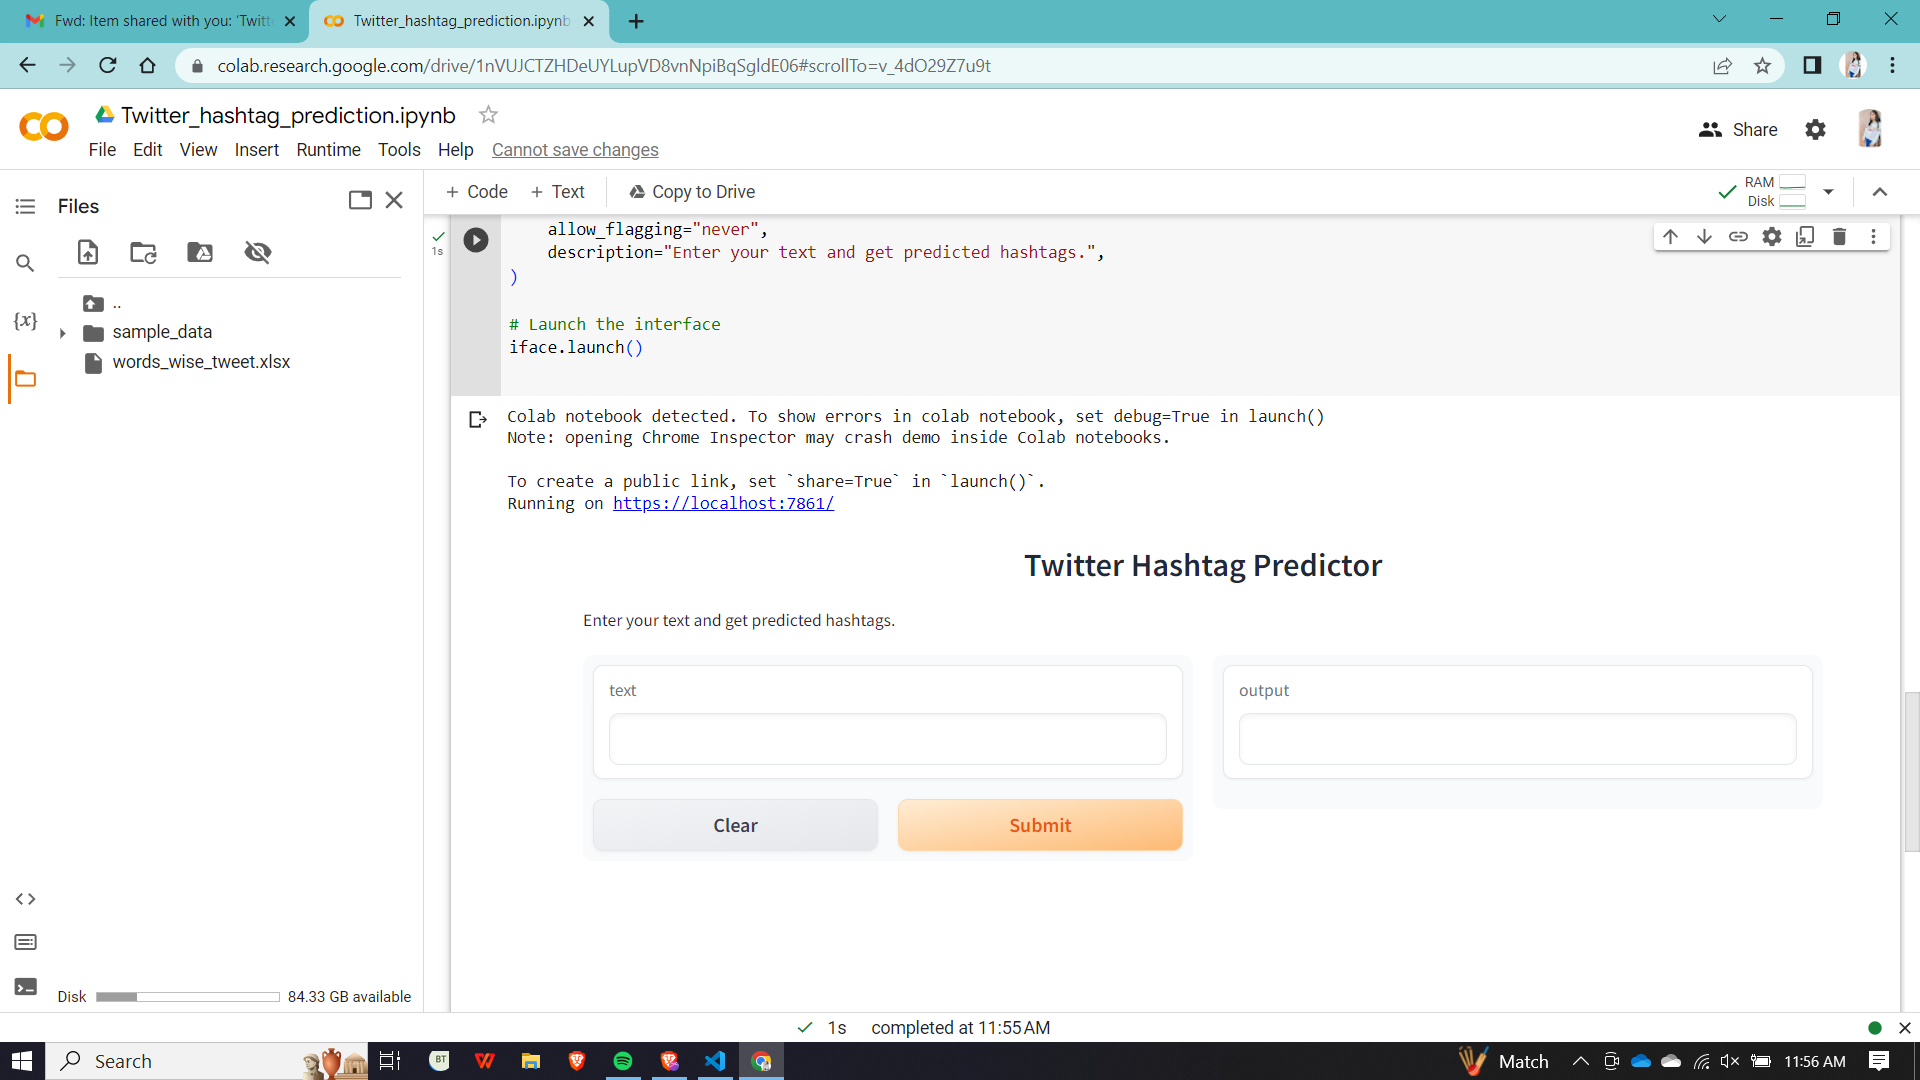 Fwd: Item shared with you: 'Twitt
Twitter_hashtag_prediction.ipynb
colab.research.google.com/drive/1nVUJCTZHDeUYLupVD8vnNpiBqSgldE06#scrollTo=v_4dO29Z7u9t
Twitter_hashtag_prediction.ipynb
File Edit View Insert Runtime Tools Help Cannot save changes
Share
Files
+ Code + Text Copy to Drive
RAM
Disk
..
sample_data
words_wise_tweet.xlsx
{x}
1s
allow_flagging="never",
description="Enter your text and get predicted hashtags.",
)
# Launch the interface
iface.launch()
Colab notebook detected. To show errors in colab notebook, set debug=True in launch()
Note: opening Chrome Inspector may crash demo inside Colab notebooks.
To create a public link, set `share=True` in `launch()`.
Running on https://localhost:7861/
Twitter Hashtag Predictor
Enter your text and get predicted hashtags.
text
output
Clear
Submit
Disk 84.33 GB available
1s completed at 11:55 AM
Search
BT
Match
11:56 AM